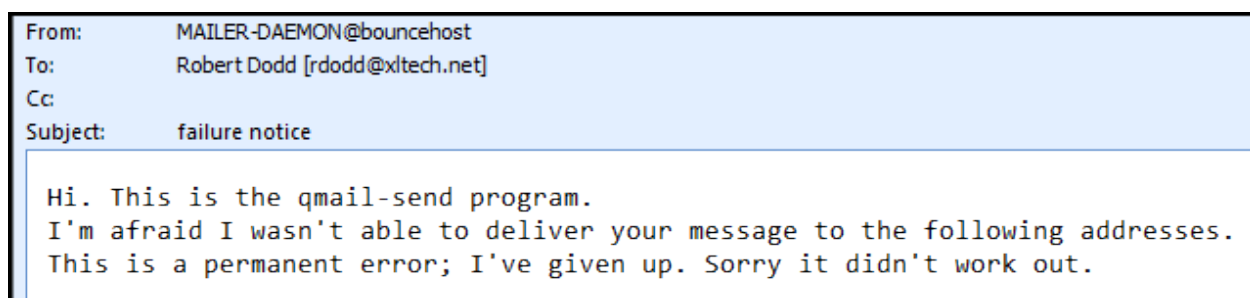 From: MAILER-DAEMON@bouncehost
To: Robert Dodd [rdodd@xltech.net]
Cc:
Subject: failure notice
Hi. This is the qmail-send program.
I'm afraid I wasn't able to deliver your message to the following addresses.
This is a permanent error; I've given up. Sorry it didn't work out.